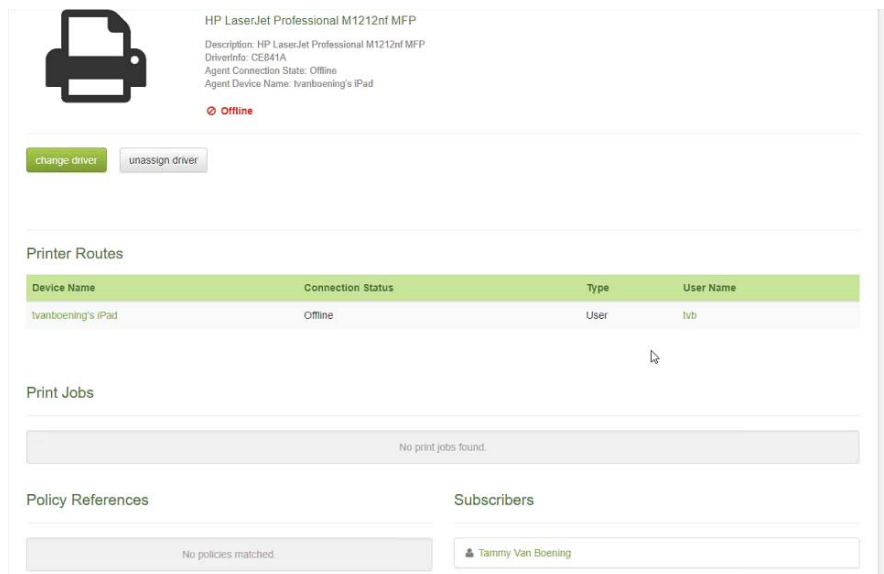 HP LaserJet Professional M1212nf MFP
Description: HP LaserJet Professional M1212nf MFP
DriverInfo: CE841A
Agent Connection State: Offline
Agent Device Name: tvanboening's iPad
Offline
change driver unassign driver
Printer Routes
Device Name Connection Status Type User Name
tvanboening's iPad Offline User tvb
Print Jobs
No print jobs found.
Policy References Subscribers
No policies matched. Tammy Van Boening